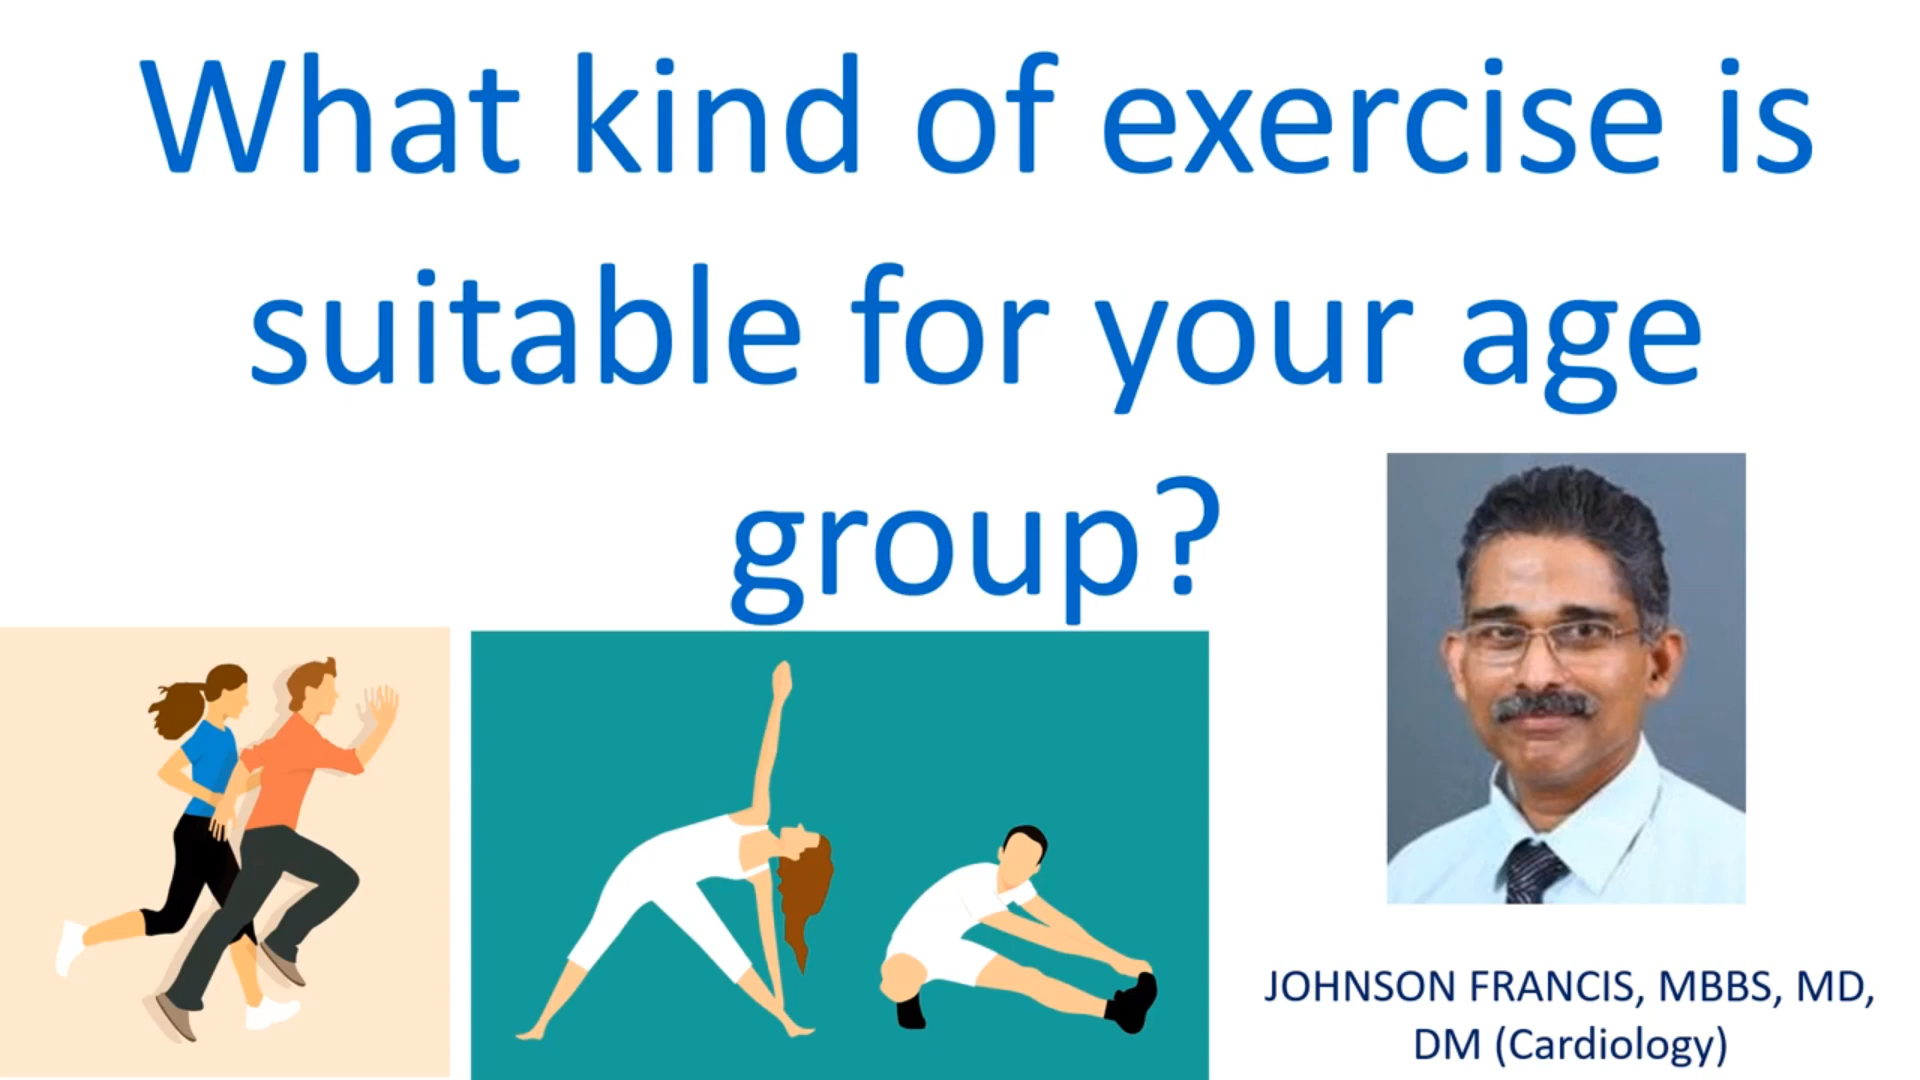 What kind of exercise is
suitable for your age
group?
JOHNSON FRANCIS, MBBS, MD,
DM (Cardiology)